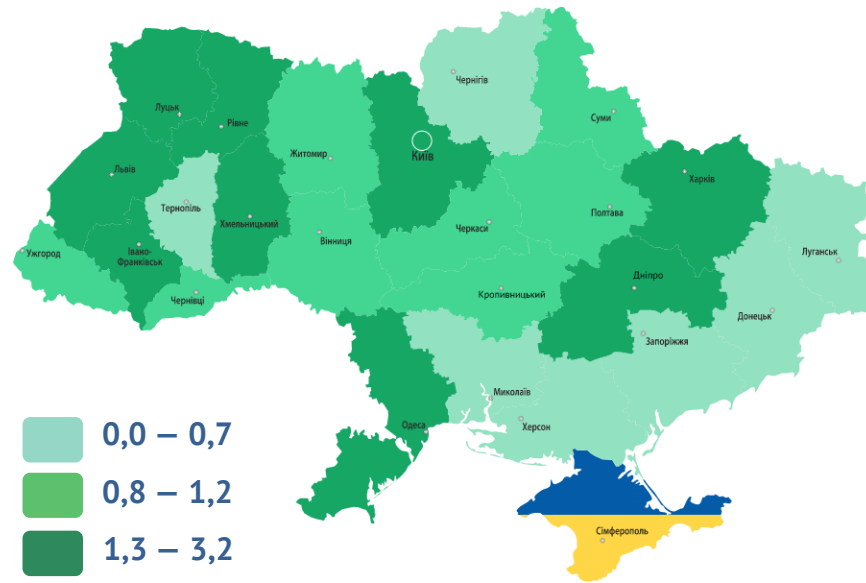 Чернігів
Луцьк
Рівне
Суми
Житомир
Київ
Львів
Харків
Тернопіль
Полтава
Хмельницький
Черкаси
Вінниця
Ужгород
Івано-
Франківськ
Луганськ
Дніпро
Чернівці
Кропивницький
Донецьк
Запоріжжя
Миколаїв
Херсон
Одеса
0,0 – 0,7
0,8 – 1,2
1,3 – 3,2
Сімферополь